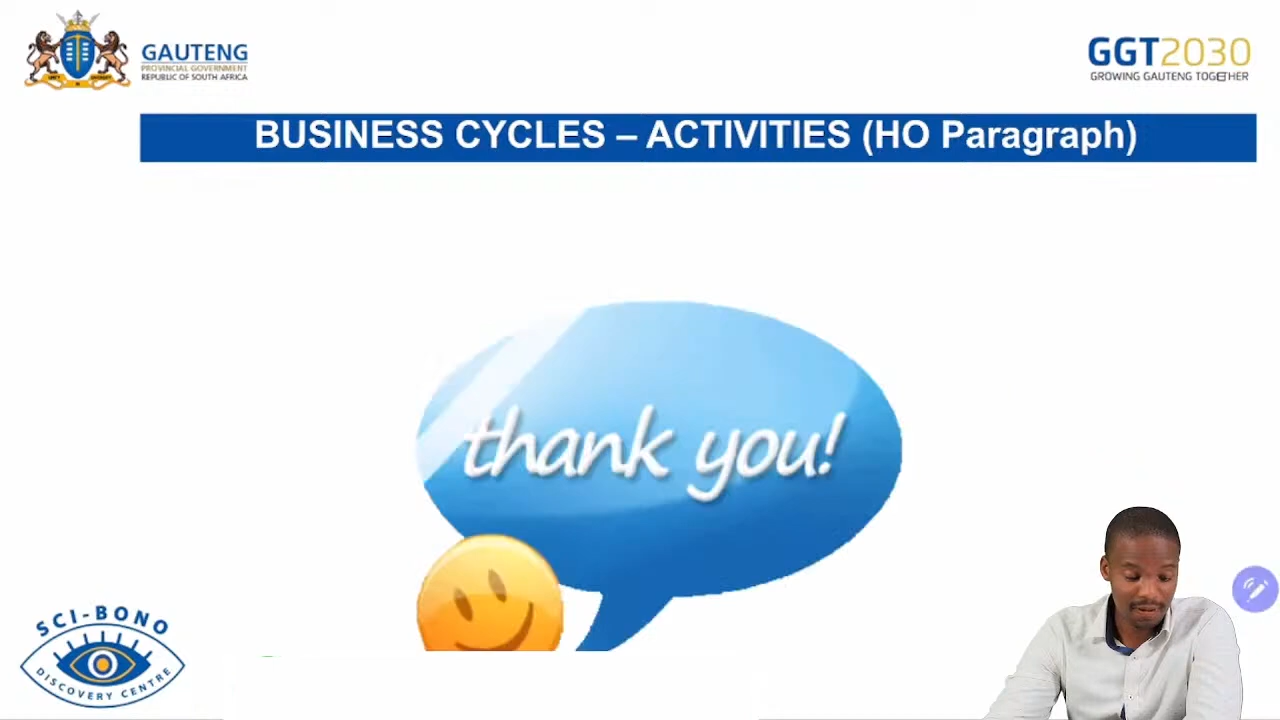 GAUTENG
PROVINCIAL GOVERNMENT
REPUBLIC OF SOUTH AFRICA
GGT2030
GROWING GAUTENG TOGETHER
BUSINESS CYCLES – ACTIVITIES (HO Paragraph)
thank you!
SCI-BONO
DISCOVERY CENTRE